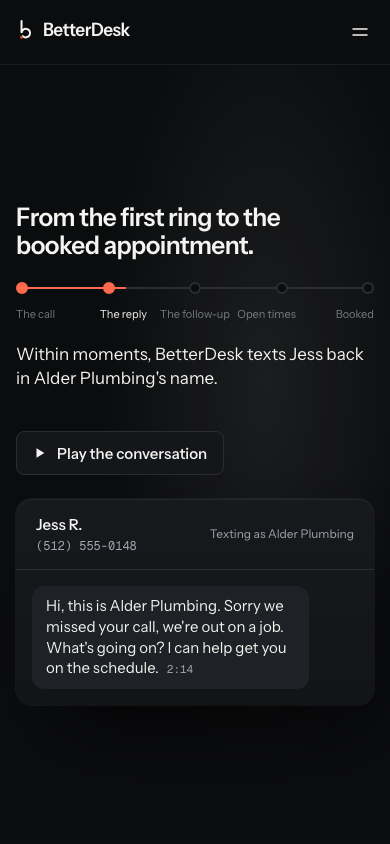 BetterDesk
From the first ring to the
booked appointment.
The call The reply The follow-up Open times Booked
Within moments, BetterDesk texts Jess back
in Alder Plumbing's name.
Play the conversation
Jess R.
(512) 555-0148
Texting as Alder Plumbing
Hi, this is Alder Plumbing. Sorry we
missed your call, we're out on a job.
What's going on? I can help get you
on the schedule. 2:14